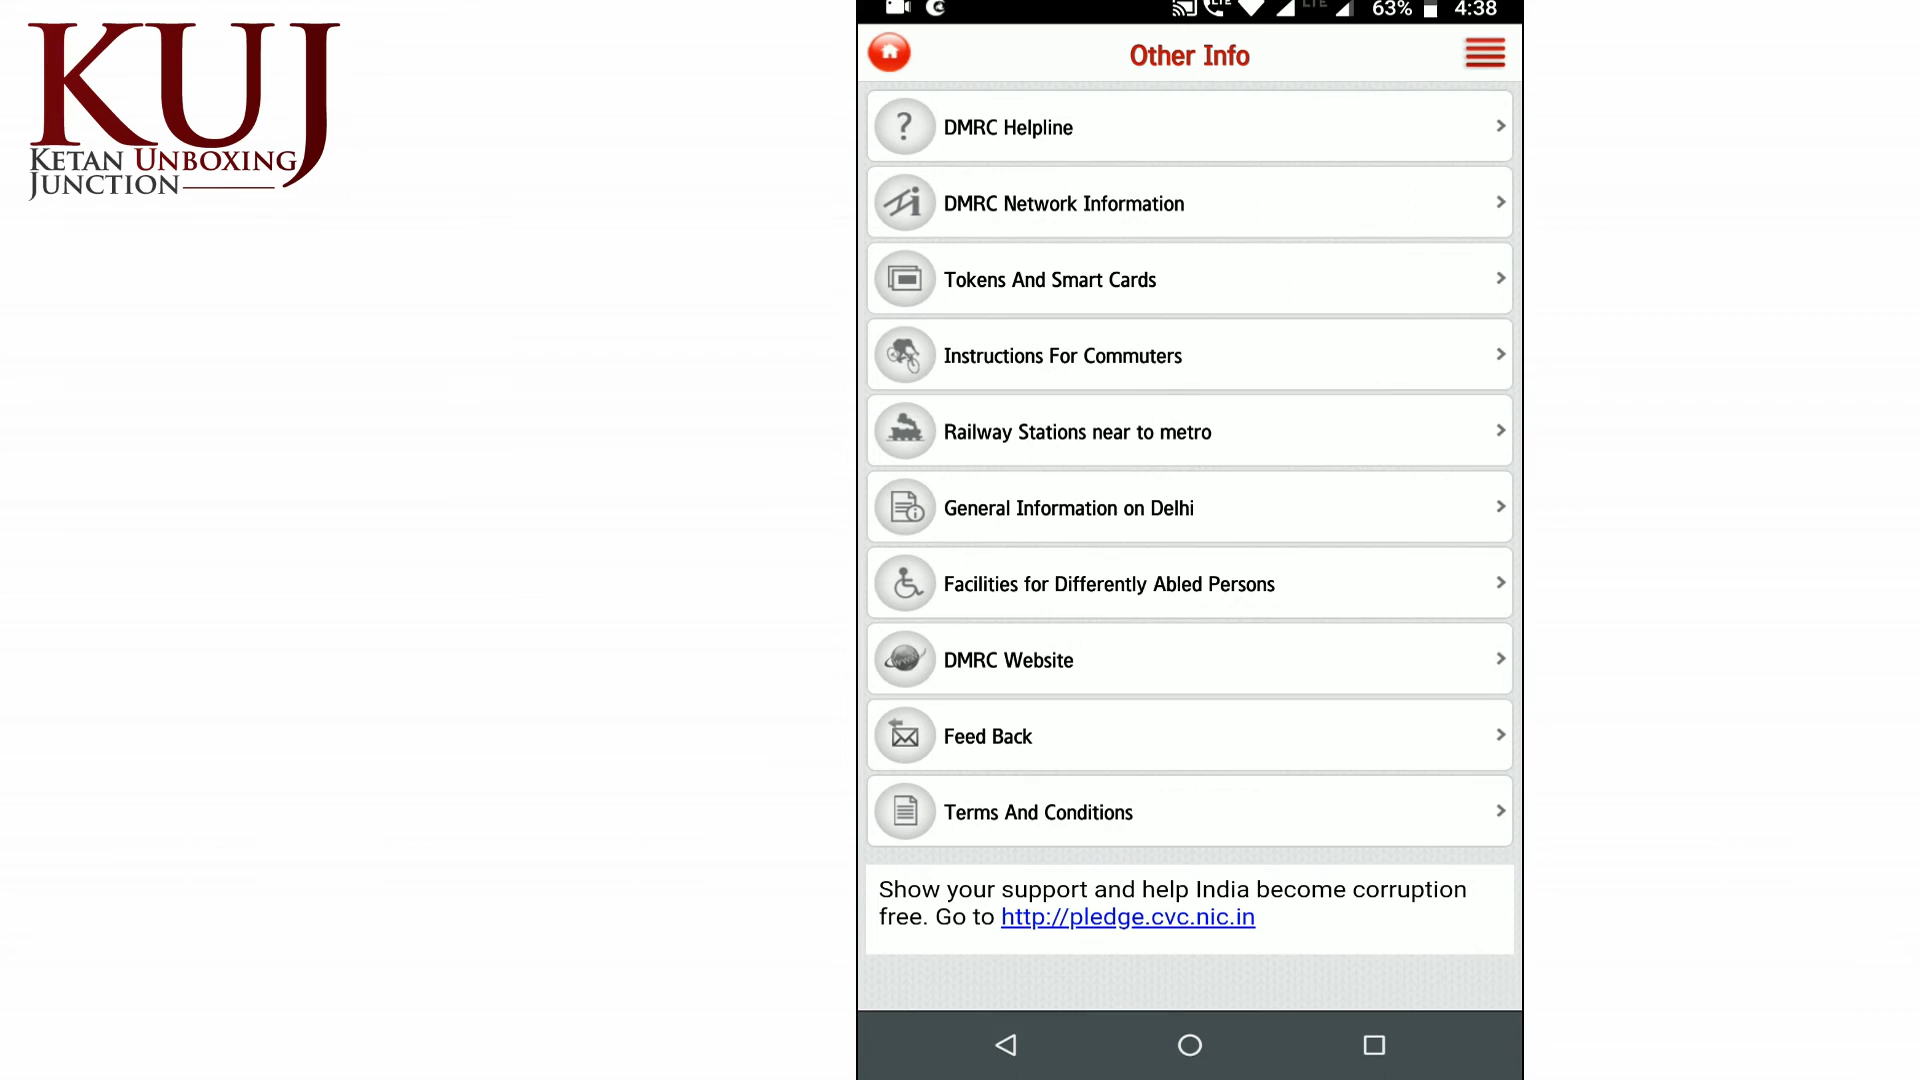 KUJ
KETAN UNBOXING
JUNCTION
LTE LTE 63% 4:38
Other Info
? DMRC Helpline
DMRC Network Information
Tokens And Smart Cards
Instructions For Commuters
Railway Stations near to metro
General Information on Delhi
Facilities for Differently Abled Persons
DMRC Website
Feed Back
Terms And Conditions
Show your support and help India become corruption
free. Go to http://pledge.cvc.nic.in